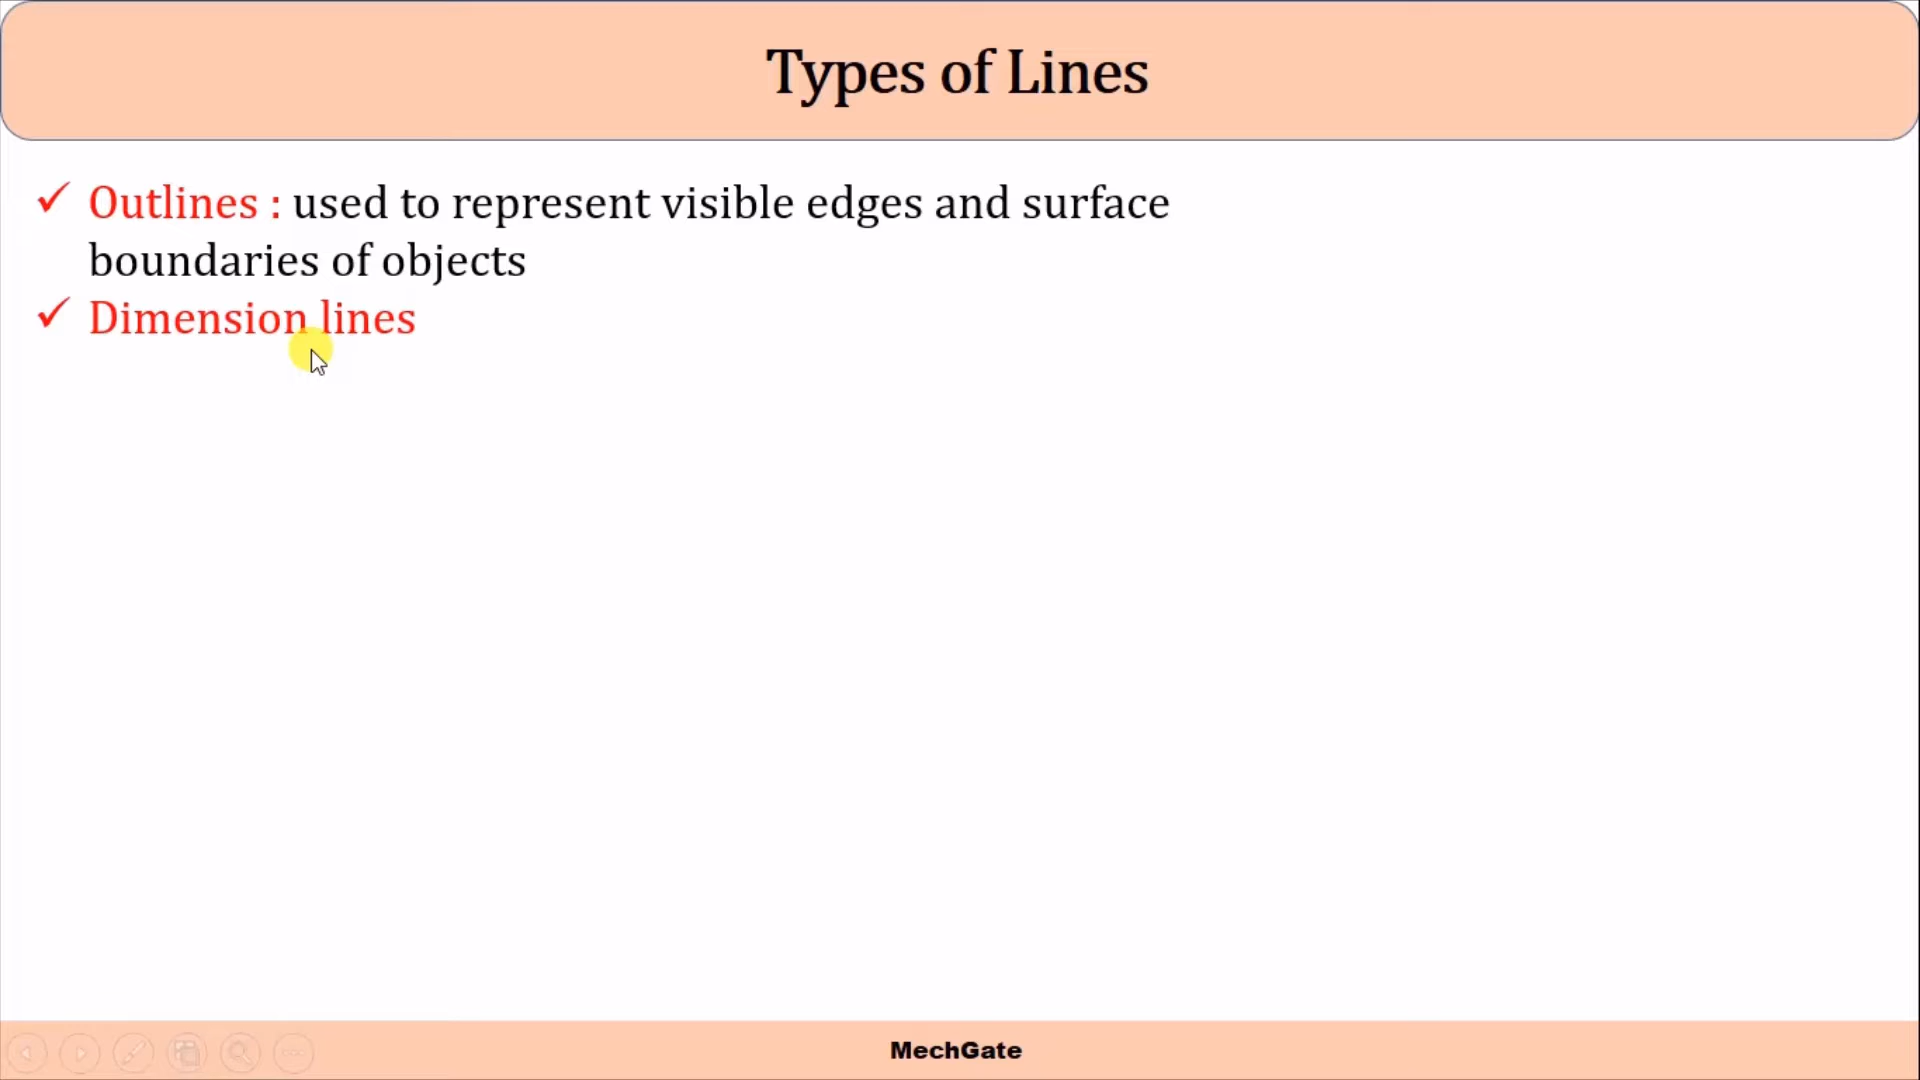 Types of Lines
✓ Outlines : used to represent visible edges and surface
boundaries of objects
✓ Dimension lines
MechGate